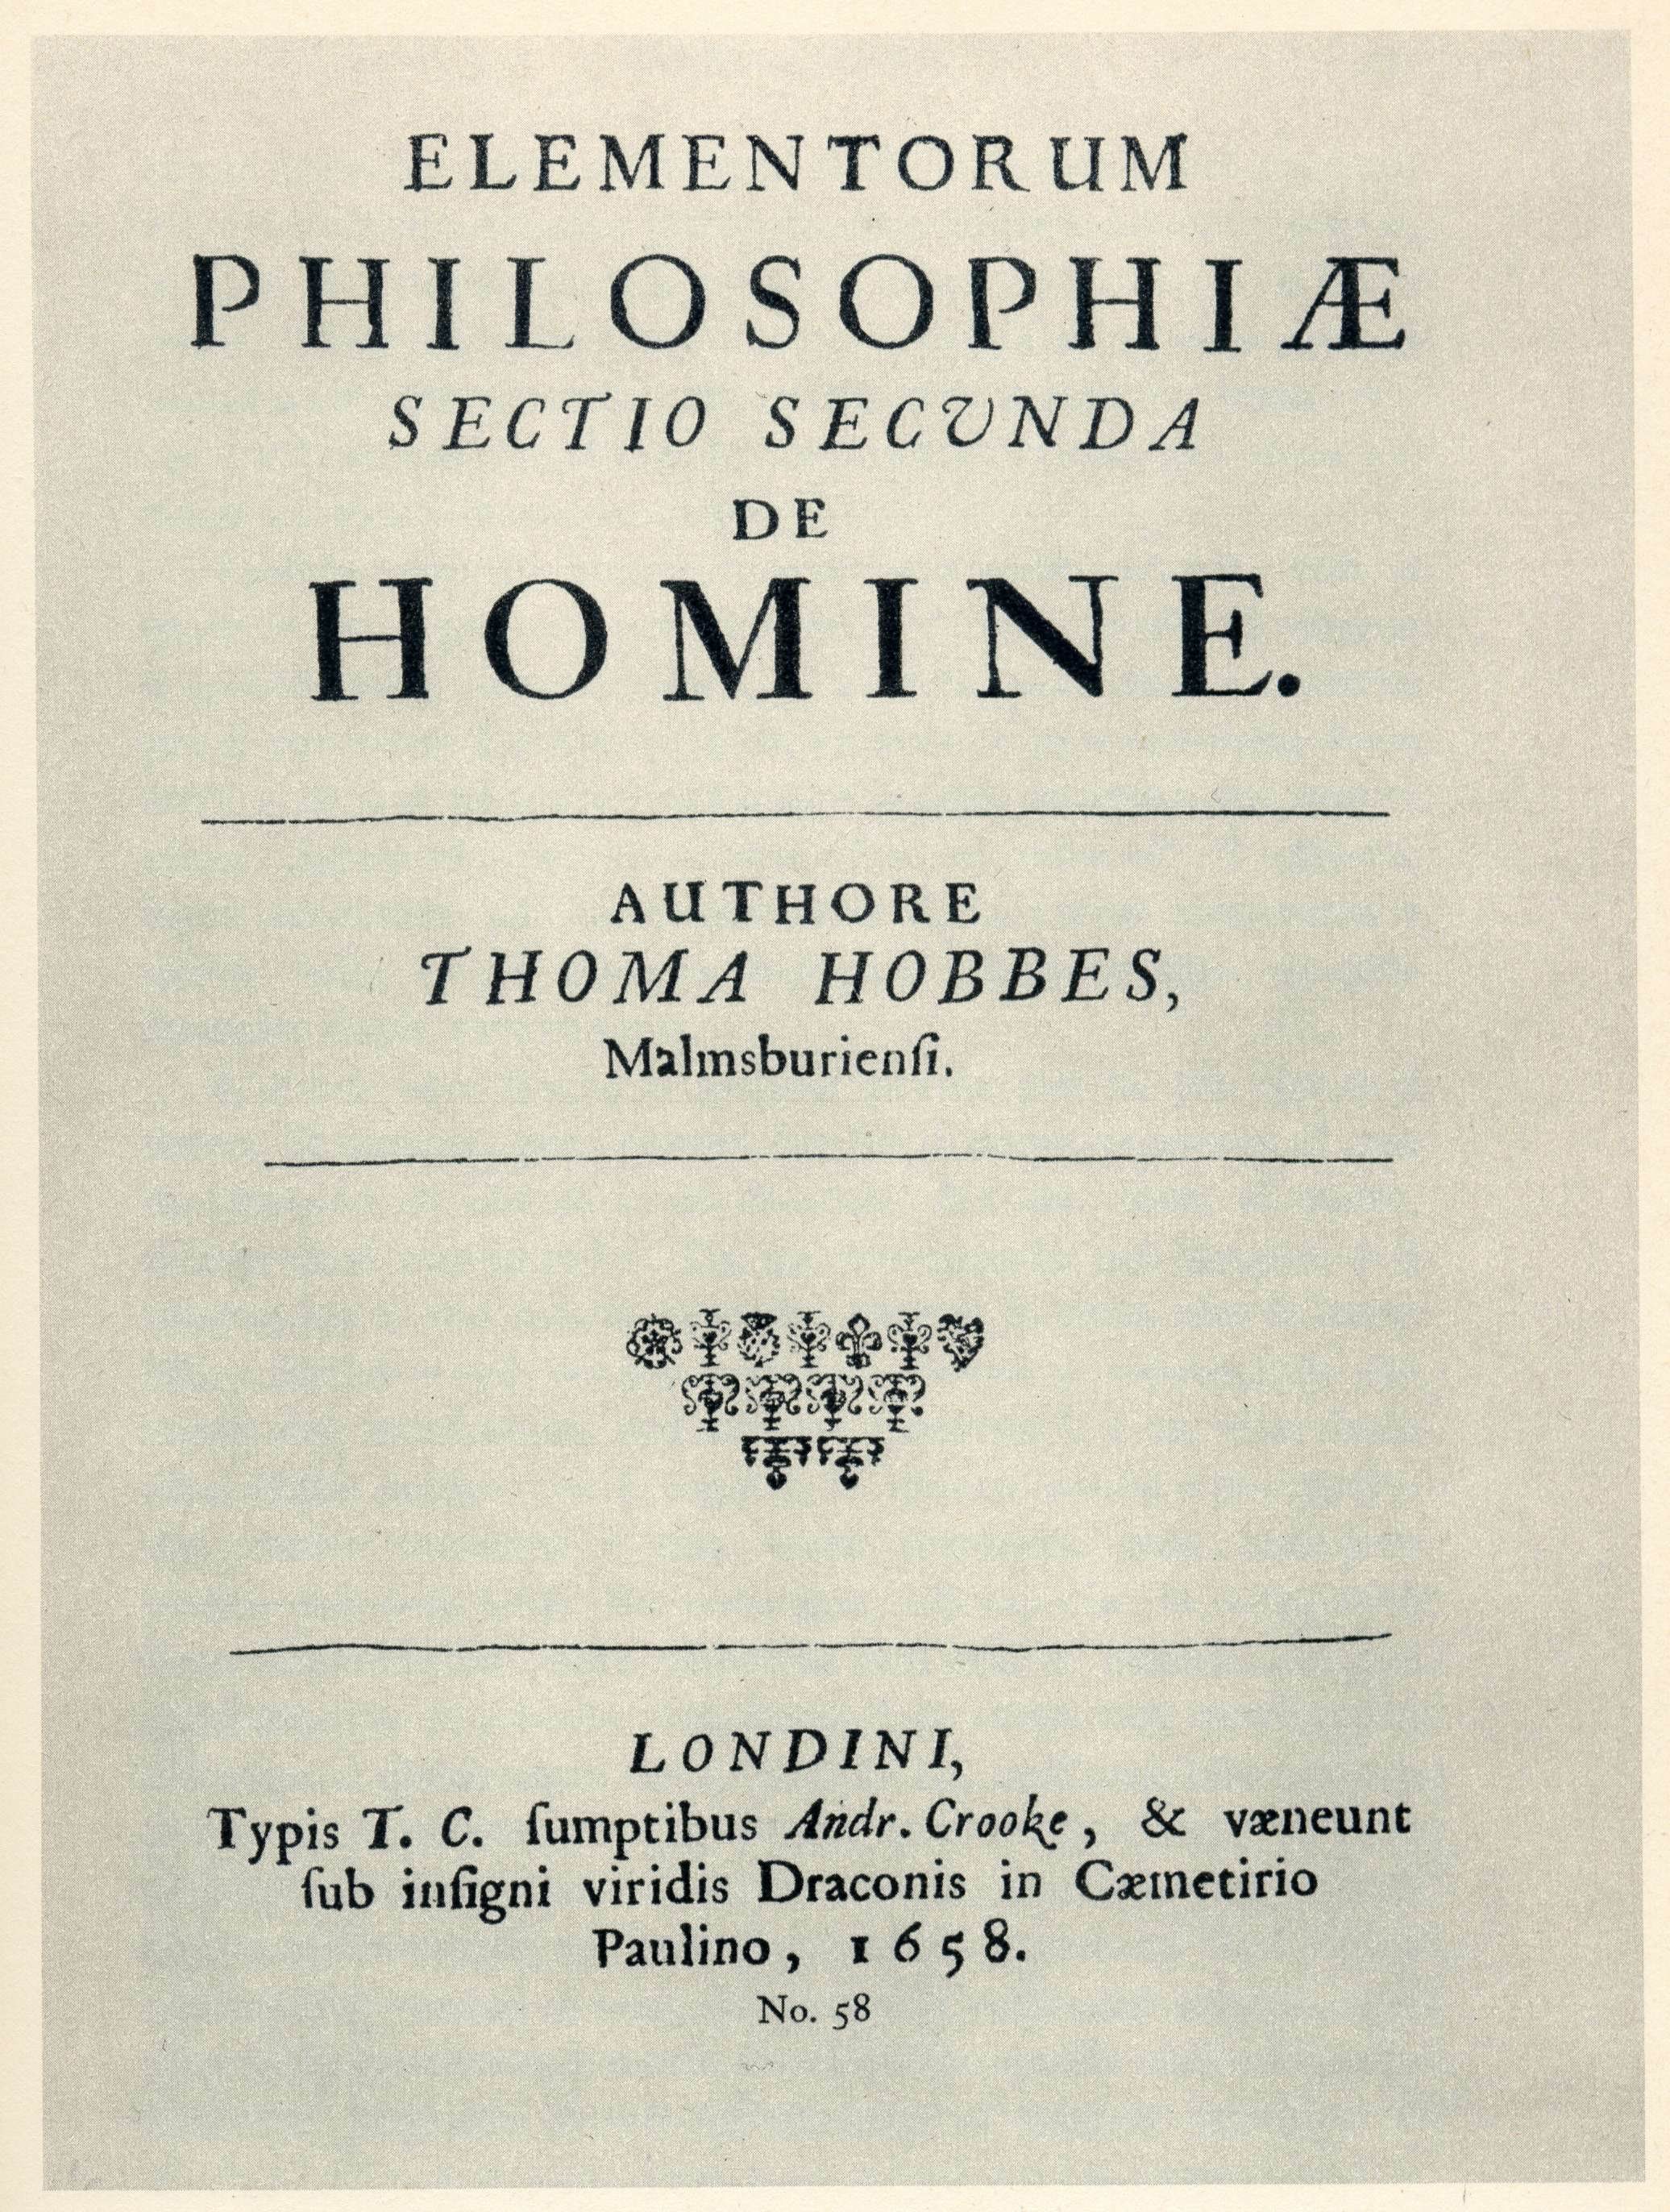 ELEMENTORUM
PHILOSOPHIÆ
SECTIO SECUNDA
DE
HOMINE.
AUTHORE
THOMA HOBBES,
Malmsburienſi.
LONDINI,
Typis T. C. ſumptibus Andr. Crooke, & væneunt
ſub inſigni viridis Draconis in Cæmetirio
Paulino, 1658.
No. 58